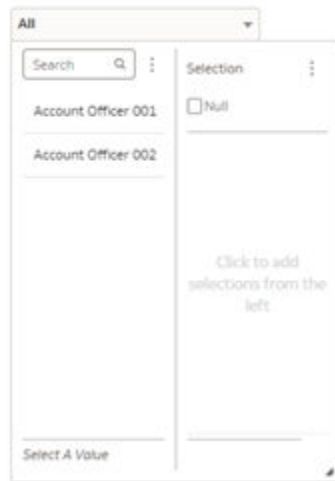 All
Search
Account Officer 001
Account Officer 002
Select A Value
Selection
Null
Click to add
selections from the
left